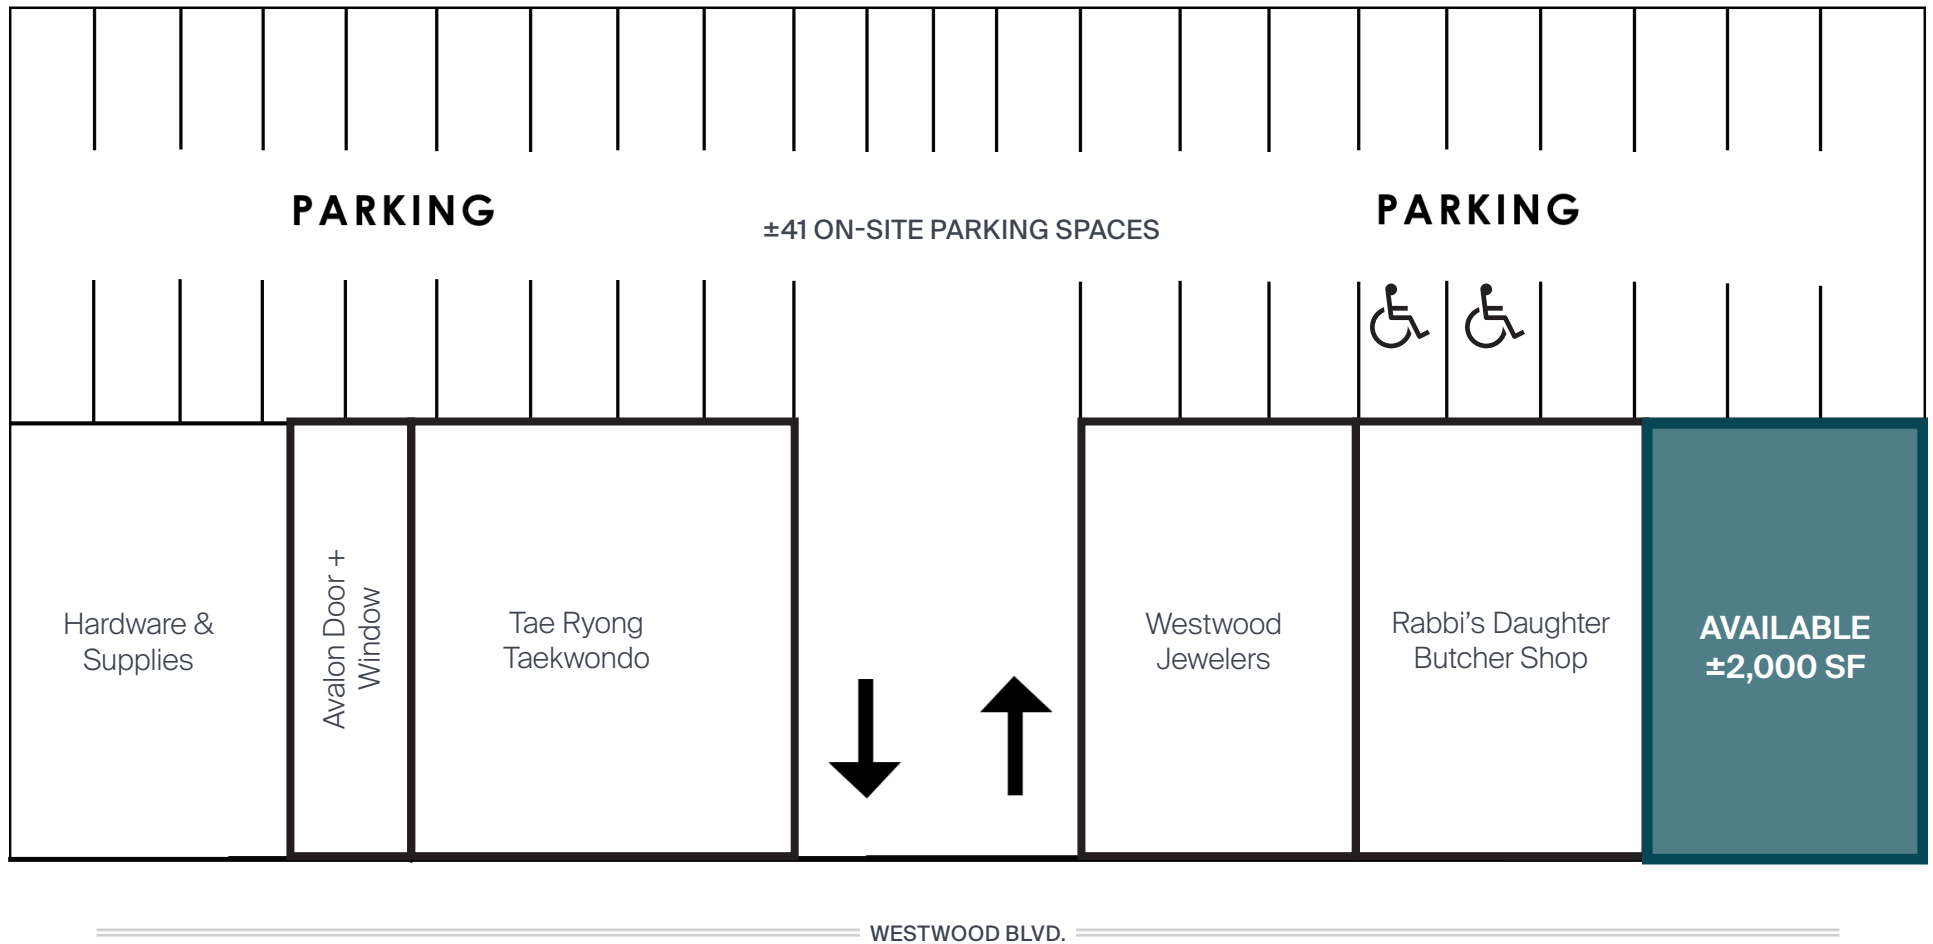 PARKING
±41 ON-SITE PARKING SPACES
PARKING
Hardware &
Supplies
Avalon Door +
Window
Tae Ryong
Taekwondo
Westwood
Jewelers
Rabbi's Daughter
Butcher Shop
AVAILABLE
±2,000 SF
WESTWOOD BLVD.